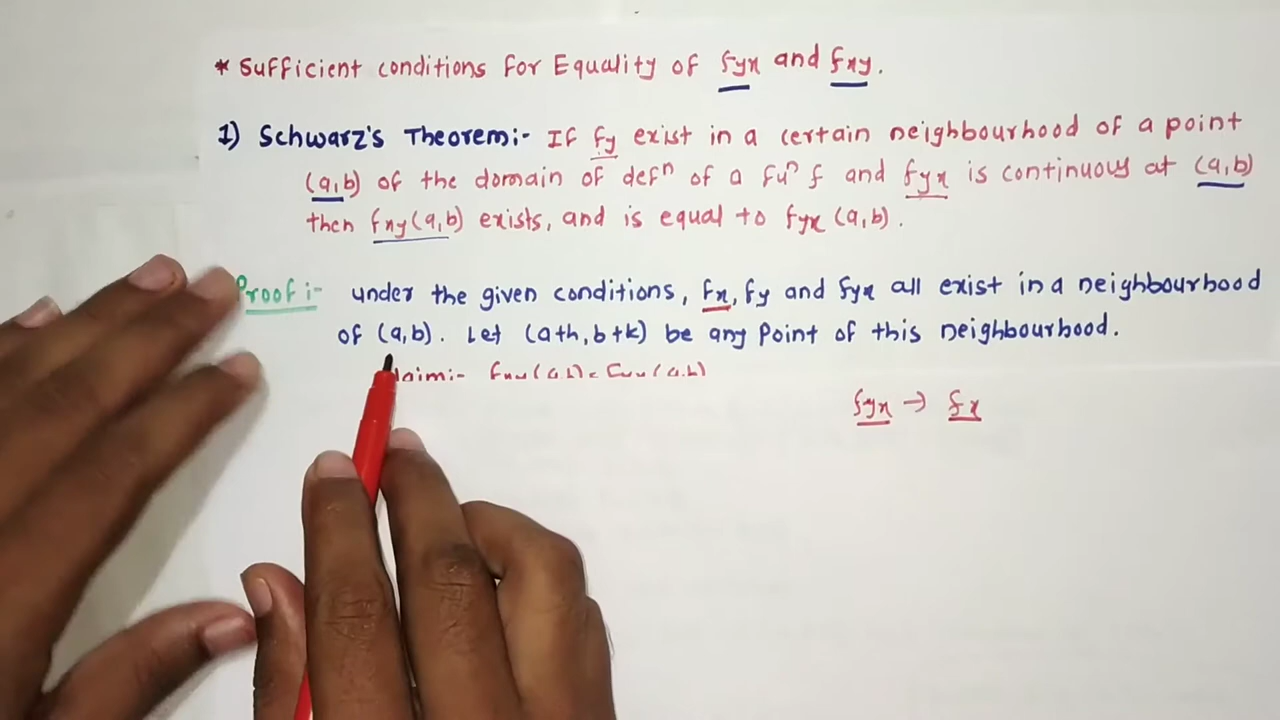 * Sufficient conditions for Equality of fyx and fxy.
1) Schwarz's Theorem:- If fy exist in a certain neighbourhood of a point
(a,b) of the domain of defⁿ of a fuⁿ f and fyx is continuous at (a,b)
then fxy(a,b) exists, and is equal to fyx (a,b).
Proof :- under the given conditions, fx, fy and fyx all exist in a neighbourhood
of (a,b). Let (a+h, b+k) be any point of this neighbourhood.
fyx → fx